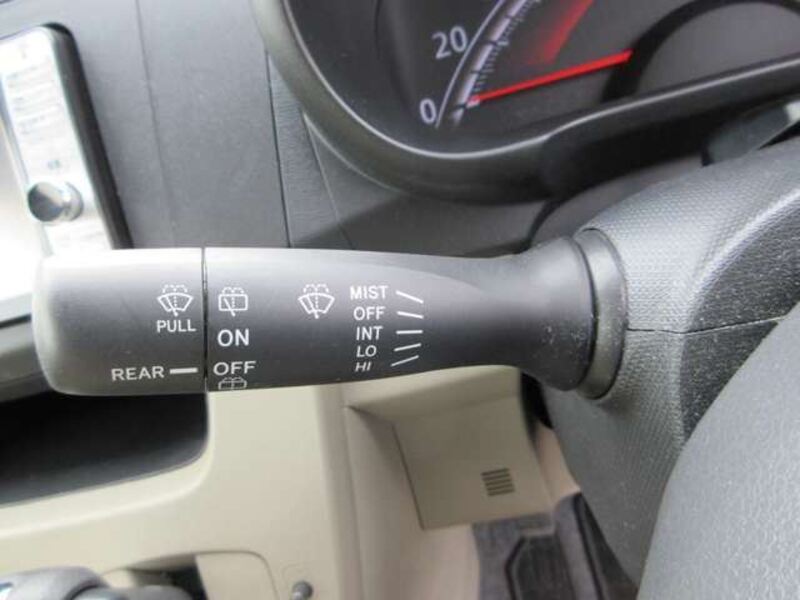 20
0
PULL
REAR
ON
OFF
MIST
OFF
INT
LO
HI